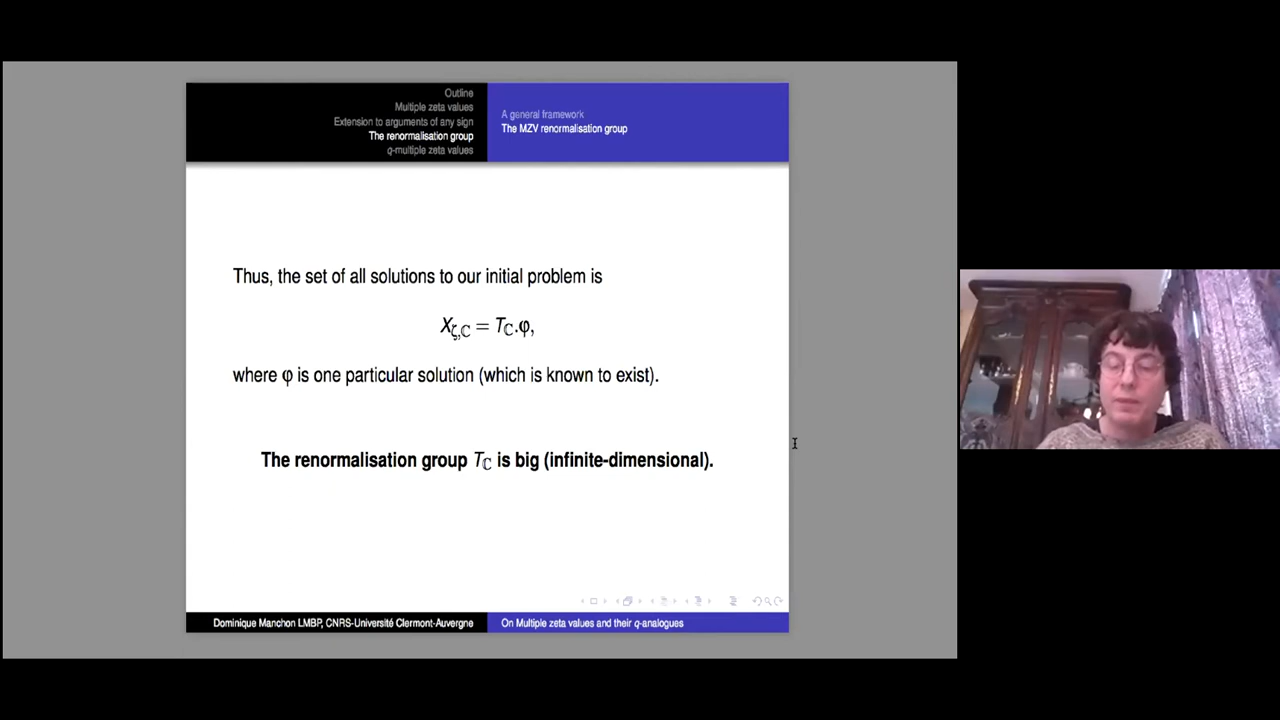 Outline
Multiple zeta values
Extension to arguments of any sign
The renormalisation group
q-multiple zeta values
A general framework
The MZV renormalisation group
Thus, the set of all solutions to our initial problem is
X_{ζ,ℂ} = T_ℂ.φ,
where φ is one particular solution (which is known to exist).
The renormalisation group T_ℂ is big (infinite-dimensional).
Dominique Manchon LMBP, CNRS-Université Clermont-Auvergne
On Multiple zeta values and their q-analogues